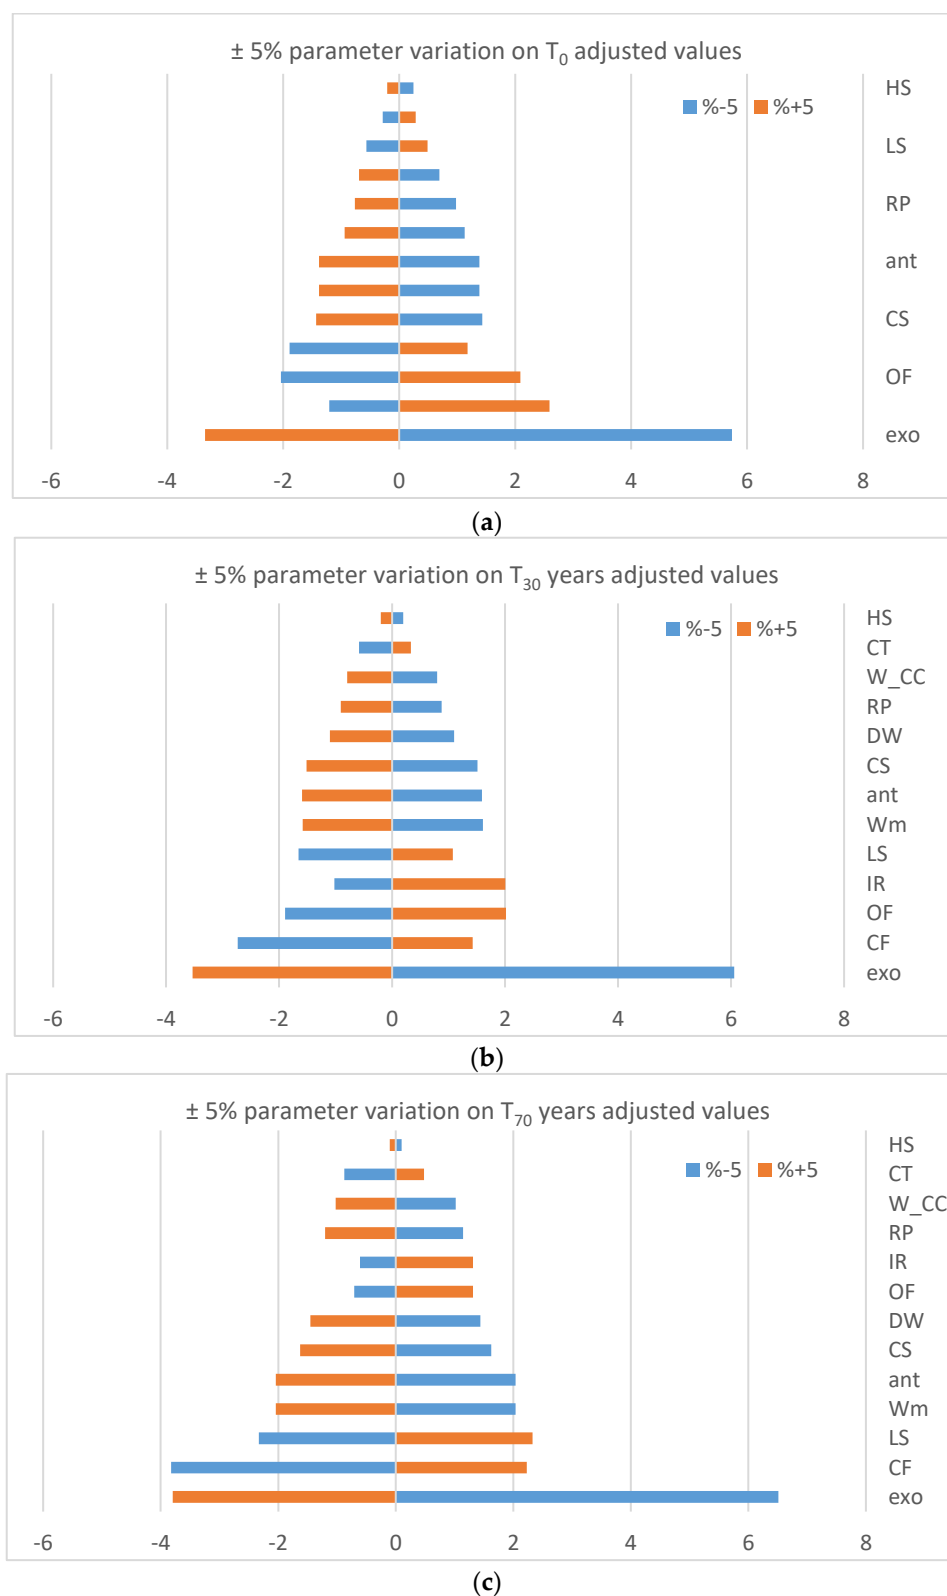 ± 5% parameter variation on T0 adjusted values
%-5 %+5
HS
LS
RP
ant
CS
OF
exo
-6 -4 -2 0 2 4 6 8
(a)
± 5% parameter variation on T30 years adjusted values
%-5 %+5
HS
CT
W_CC
RP
DW
CS
ant
Wm
LS
IR
OF
CF
exo
-6 -4 -2 0 2 4 6 8
(b)
± 5% parameter variation on T70 years adjusted values
%-5 %+5
HS
CT
W_CC
RP
IR
OF
DW
CS
ant
Wm
LS
CF
exo
-6 -4 -2 0 2 4 6 8
(c)